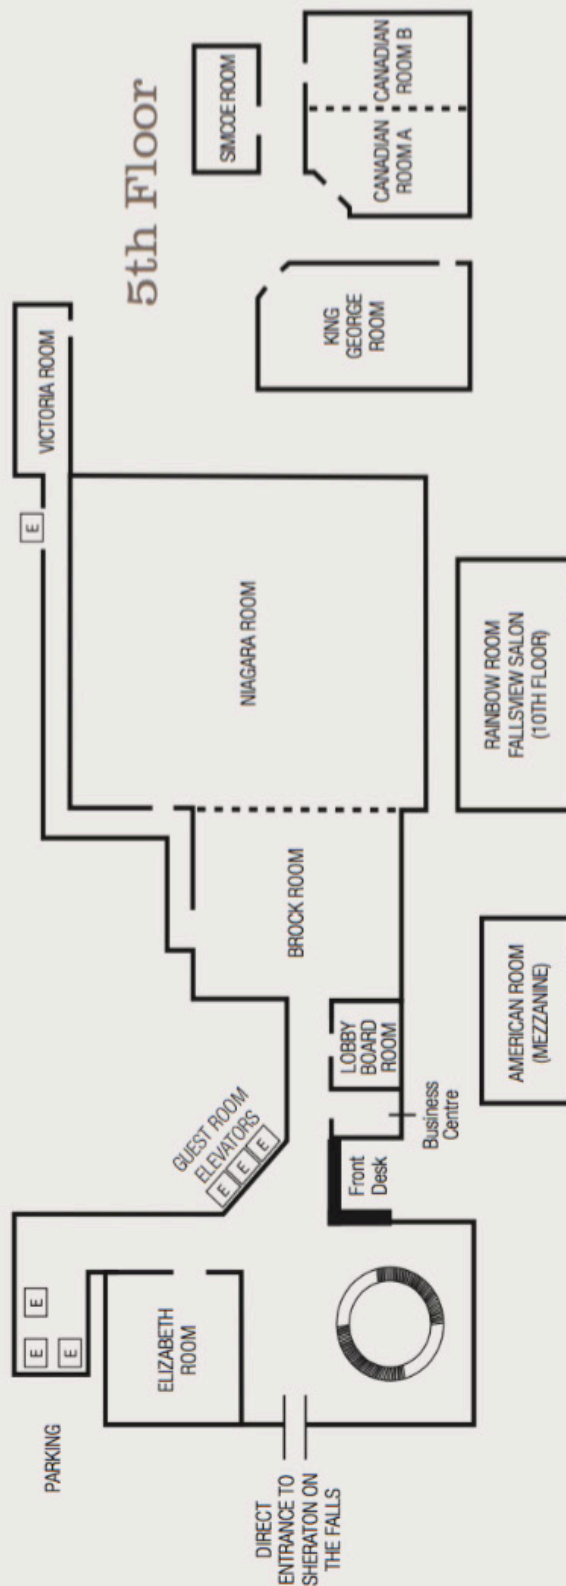 5th Floor
PARKING
E
E
E
ELIZABETH
ROOM
DIRECT
ENTRANCE TO
SHERATON ON
THE FALLS
GUEST ROOM
ELEVATORS
E
E
E
Front
Desk
Business
Centre
LOBBY
BOARD
ROOM
BROCK ROOM
NIAGARA ROOM
E
VICTORIA ROOM
AMERICAN ROOM
(MEZZANINE)
RAINBOW ROOM
FALLSVIEW SALON
(10TH FLOOR)
KING
GEORGE
ROOM
SIMCOE ROOM
CANADIAN
ROOM A
CANADIAN
ROOM B